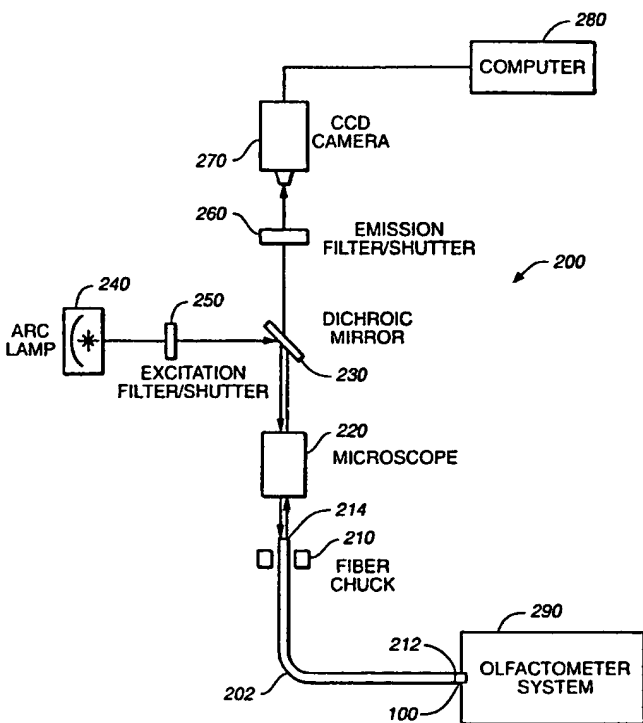 280
COMPUTER
CCD
CAMERA
270
260
EMISSION
FILTER/SHUTTER
200
240
250
ARC
LAMP
DICHROIC
MIRROR
EXCITATION
FILTER/SHUTTER
230
220
MICROSCOPE
214
210
FIBER
CHUCK
290
212
OLFACTOMETER
SYSTEM
202
100